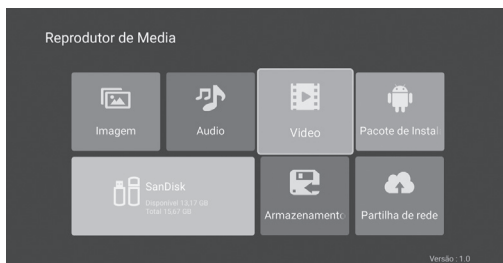 Reprodutor de Media
Imagem
Audio
Video
Pacote de Instal
SanDisk
Disponível 13,17 GB
Total 15,67 GB
Armazenamento
Partilha de rede
Versão : 1.0